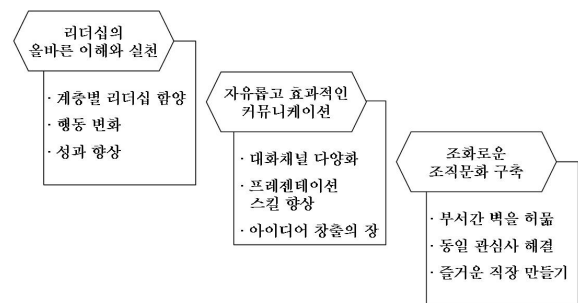 리더십의
올바른 이해와 실천
· 계층별 리더십 함양
· 행동 변화
· 성과 향상
자유롭고 효과적인
커뮤니케이션
· 대화채널 다양화
· 프레젠테이션
스킬 향상
· 아이디어 창출의 장
조화로운
조직문화 구축
· 부서간 벽을 허묾
· 동일 관심사 해결
· 즐거운 직장 만들기